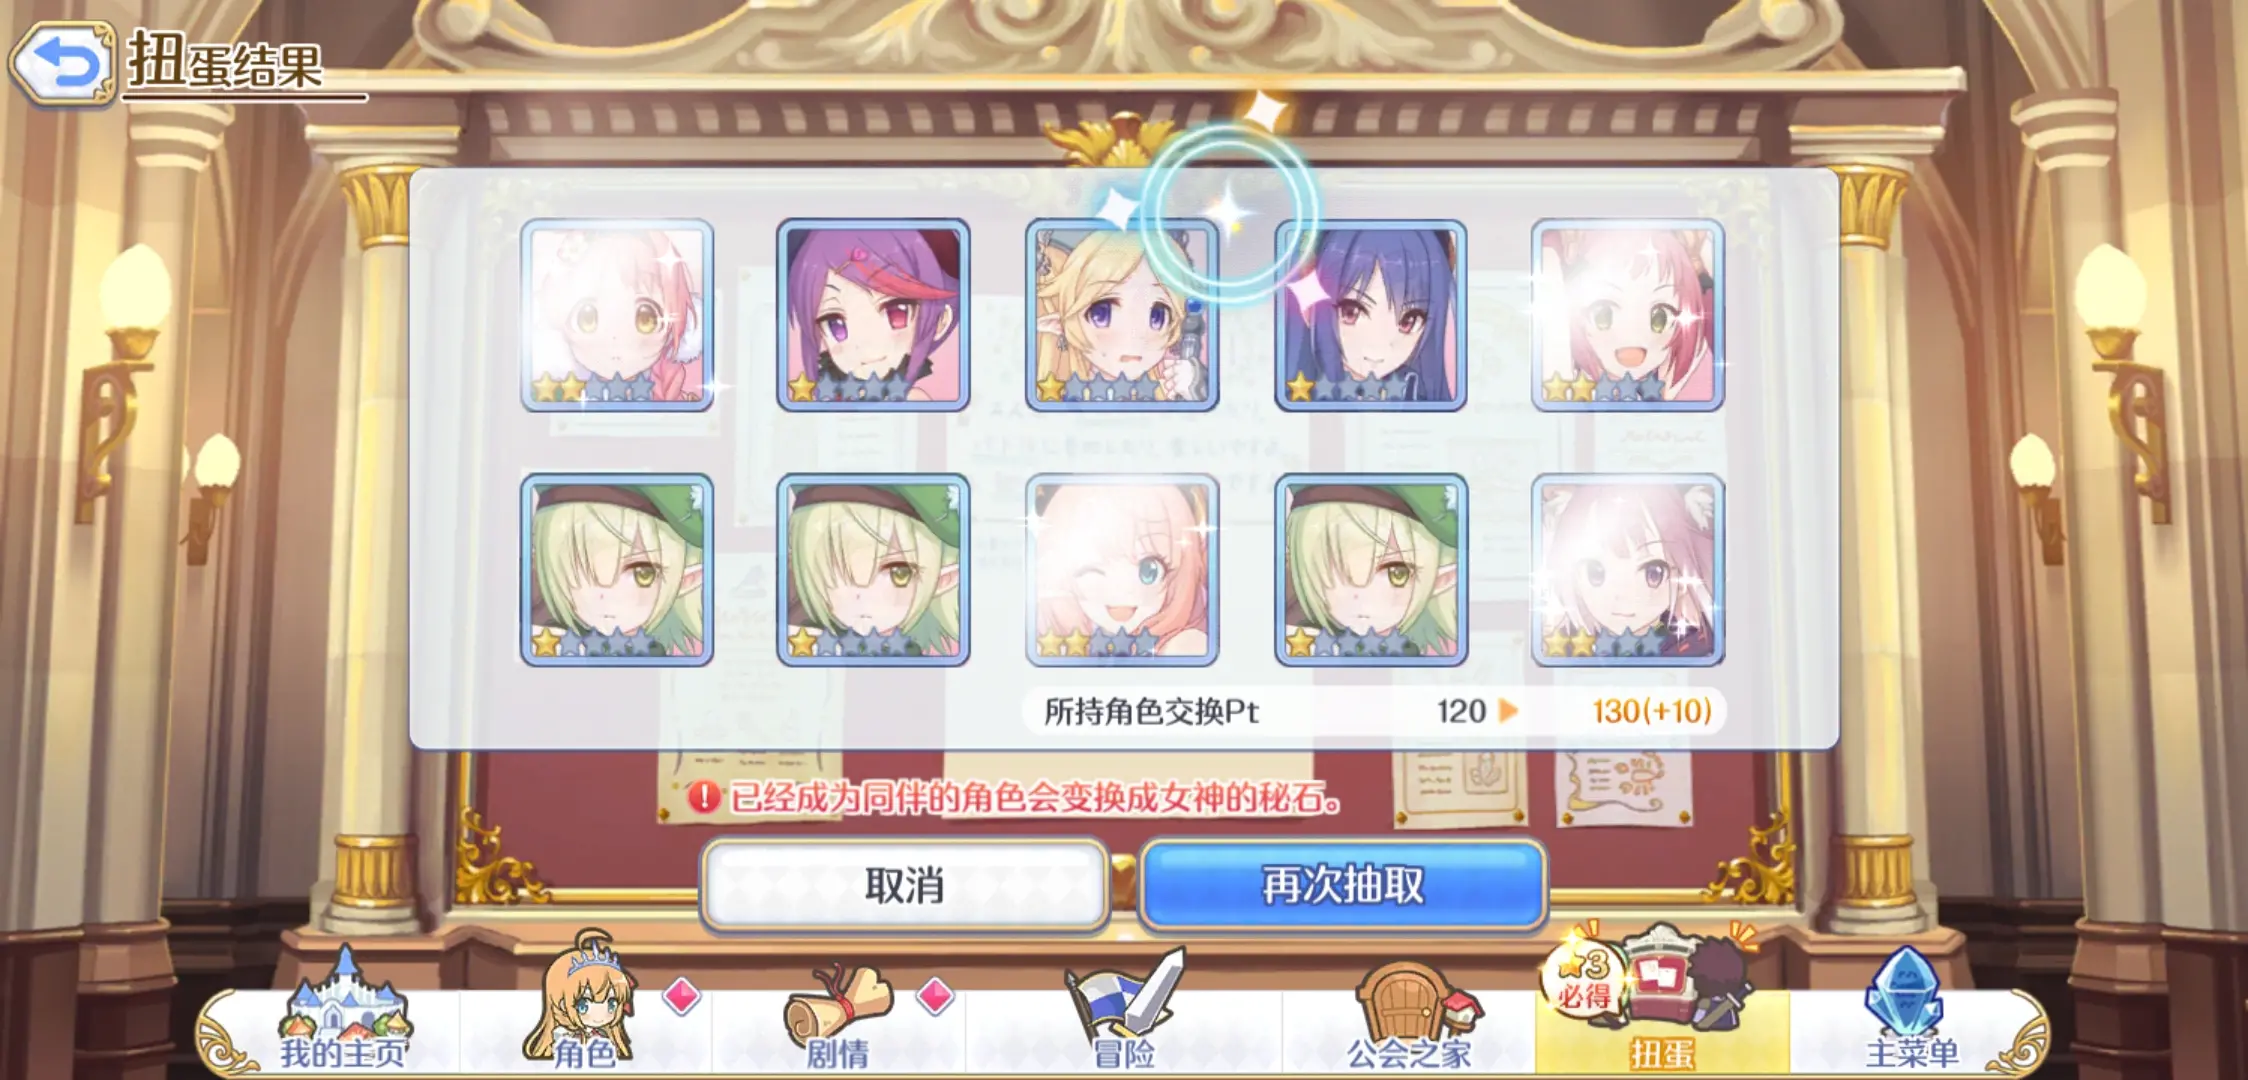 扭蛋结果
所持角色交换Pt 120 130(+10)
已经成为同伴的角色会变换成女神的秘石。
取消
再次抽取
3
必得
我的主页
角色
剧情
冒险
公会之家
扭蛋
主菜单